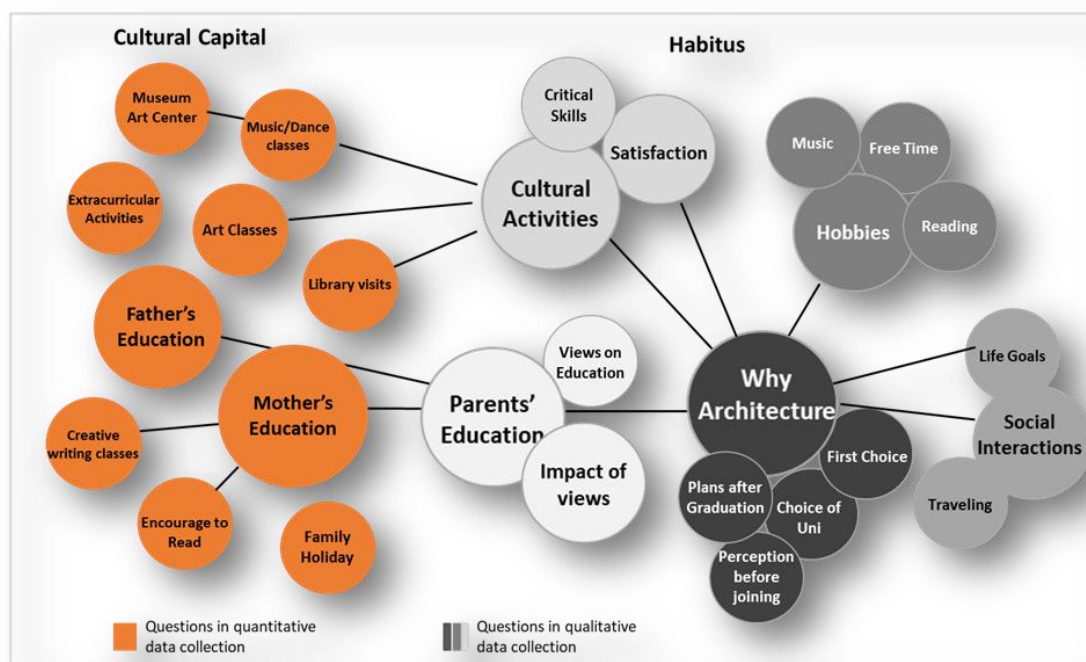 Cultural Capital
Habitus
Museum
Art Center
Music/Dance
classes
Extracurricular
Activities
Art Classes
Library visits
Father’s
Education
Mother’s
Education
Creative
writing classes
Encourage to
Read
Family
Holiday
Critical
Skills
Satisfaction
Cultural
Activities
Music
Free Time
Reading
Hobbies
Views on
Education
Parents’
Education
Impact of
views
Why
Architecture
First Choice
Plans after
Graduation
Choice of
Uni
Perception
before
joining
Life Goals
Social
Interactions
Traveling
Questions in quantitative
data collection
Questions in qualitative
data collection